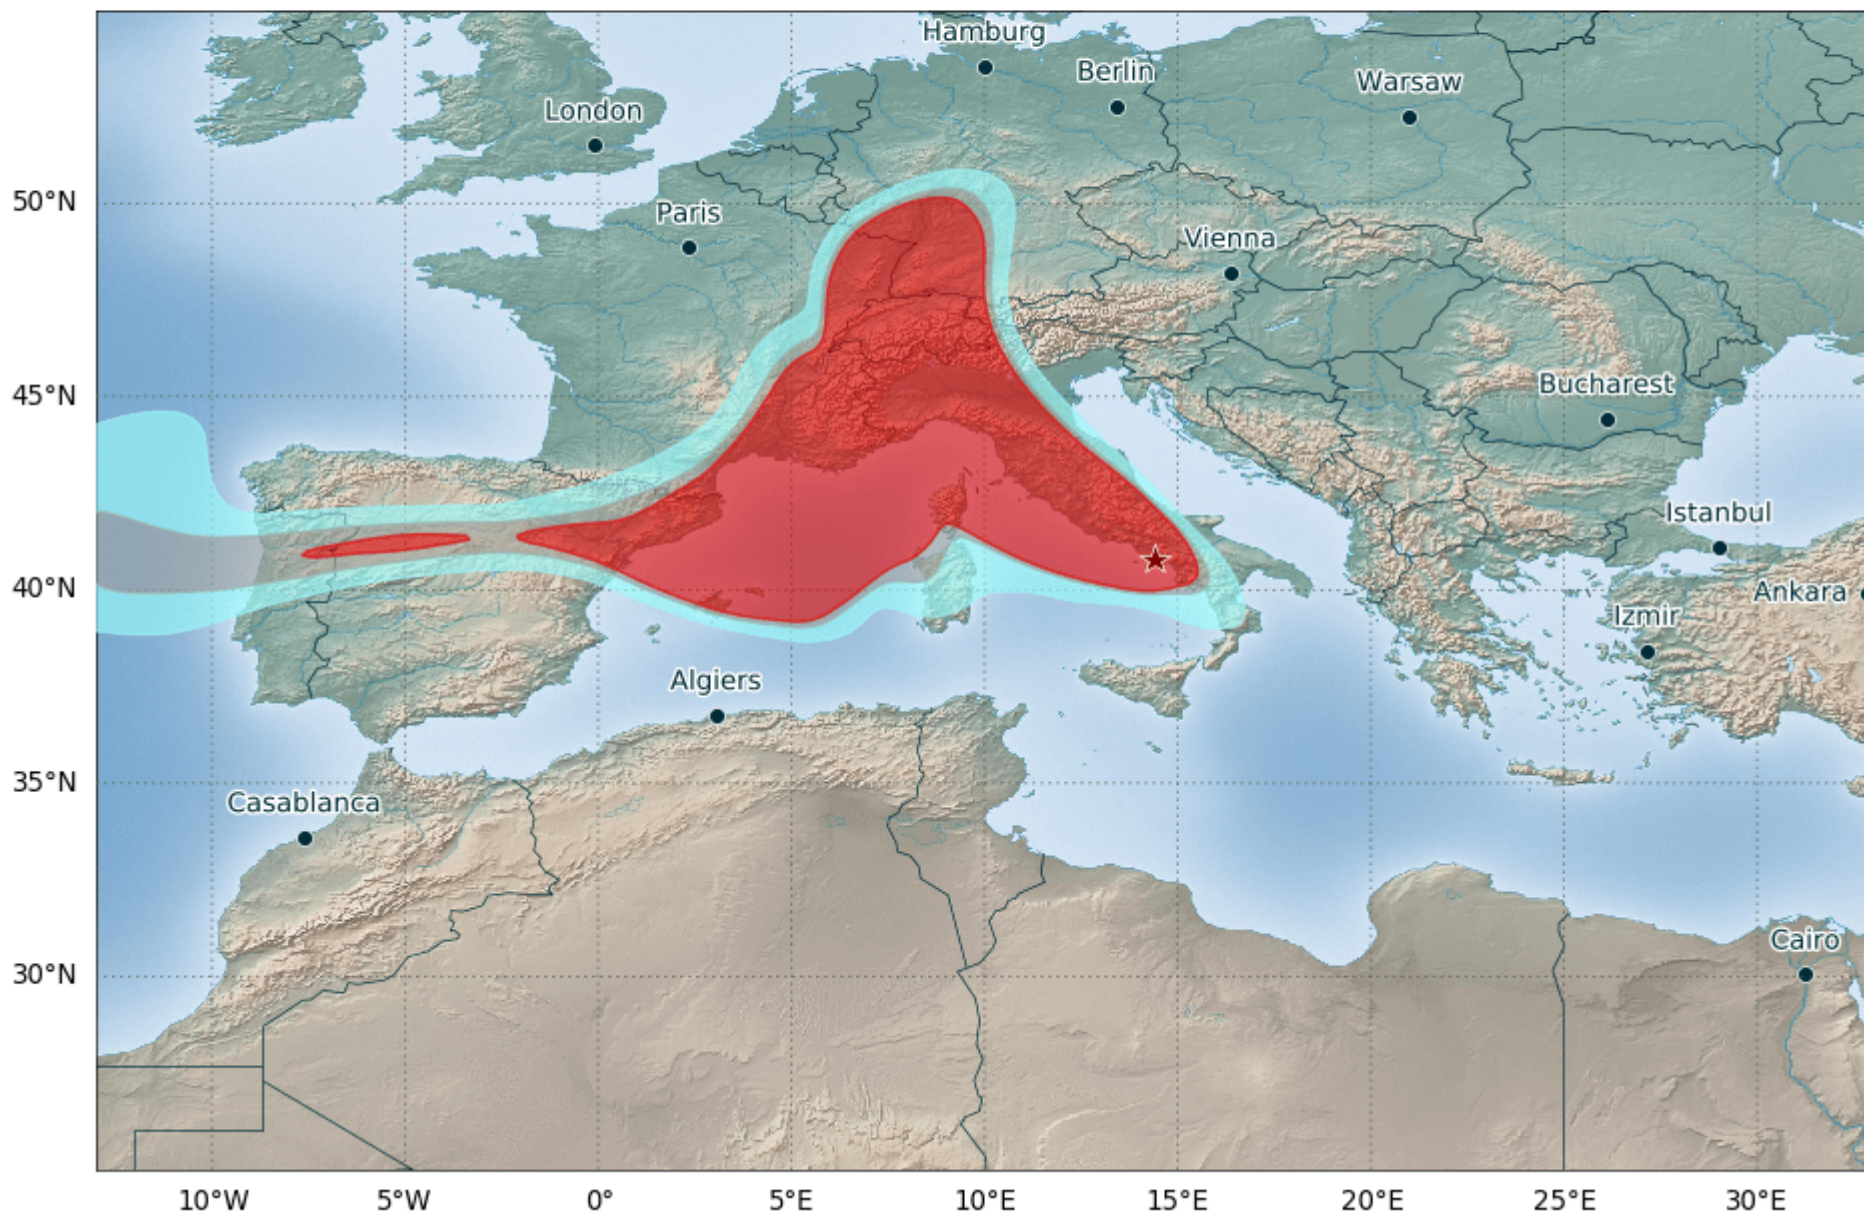 Hamburg
Berlin
Warsaw
London
50°N
Paris
Vienna
45°N
Bucharest
Istanbul
40°N
Ankara
Izmir
Algiers
35°N
Casablanca
Cairo
30°N
10°W 5°W 0° 5°E 10°E 15°E 20°E 25°E 30°E